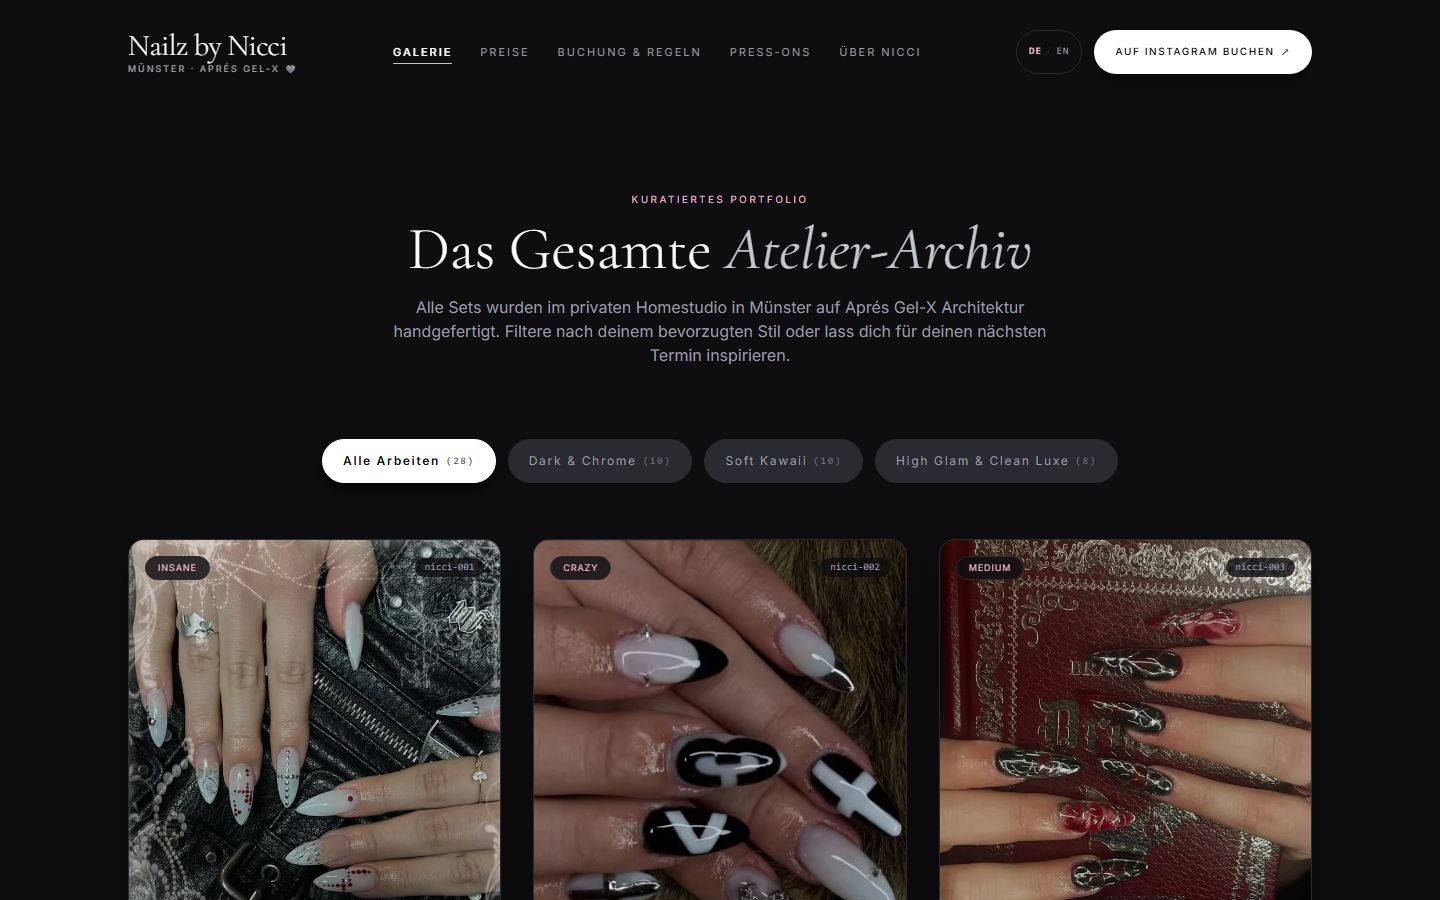 Nailz by Nicci
MÜNSTER · APRÉS GEL-X 🖤
GALERIE
PREISE
BUCHUNG & REGELN
PRESS-ONS
ÜBER NICCI
DE / EN
AUF INSTAGRAM BUCHEN ↗
KURATIERTES PORTFOLIO
Das Gesamte Atelier-Archiv
Alle Sets wurden im privaten Homestudio in Münster auf Aprés Gel-X Architektur
handgefertigt. Filtere nach deinem bevorzugten Stil oder lass dich für deinen nächsten
Termin inspirieren.
Alle Arbeiten (28)
Dark & Chrome (10)
Soft Kawaii (10)
High Glam & Clean Luxe (8)
INSANE
nicci-001
CRAZY
nicci-002
MEDIUM
nicci-003